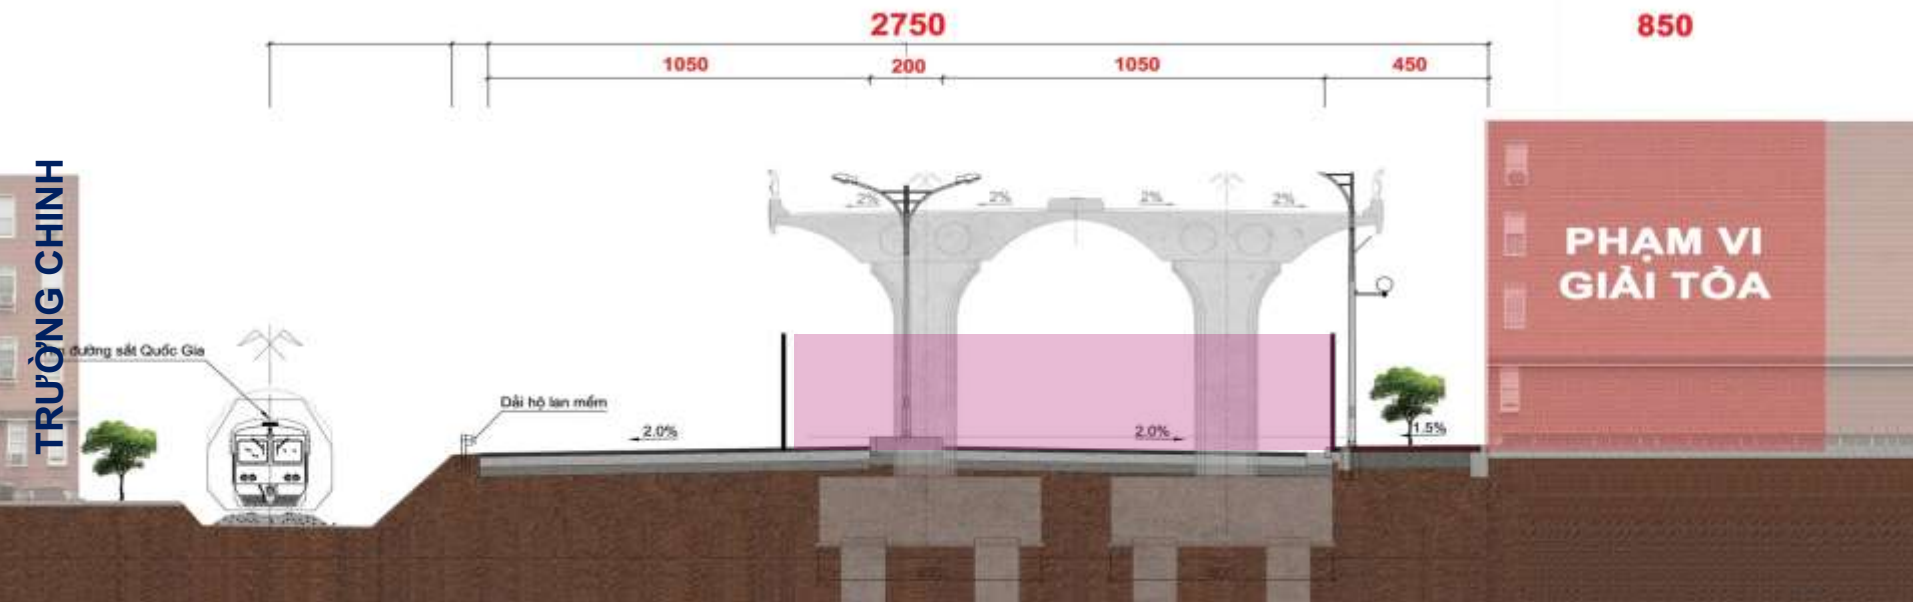 2750
850
1050
200
1050
450
TRƯỜNG CHINH
2%
2%
2%
2%
PHẠM VI
GIẢI TỎA
đường sắt Quốc Gia
Dải hộ lan mềm
2.0%
2.0%
1.5%